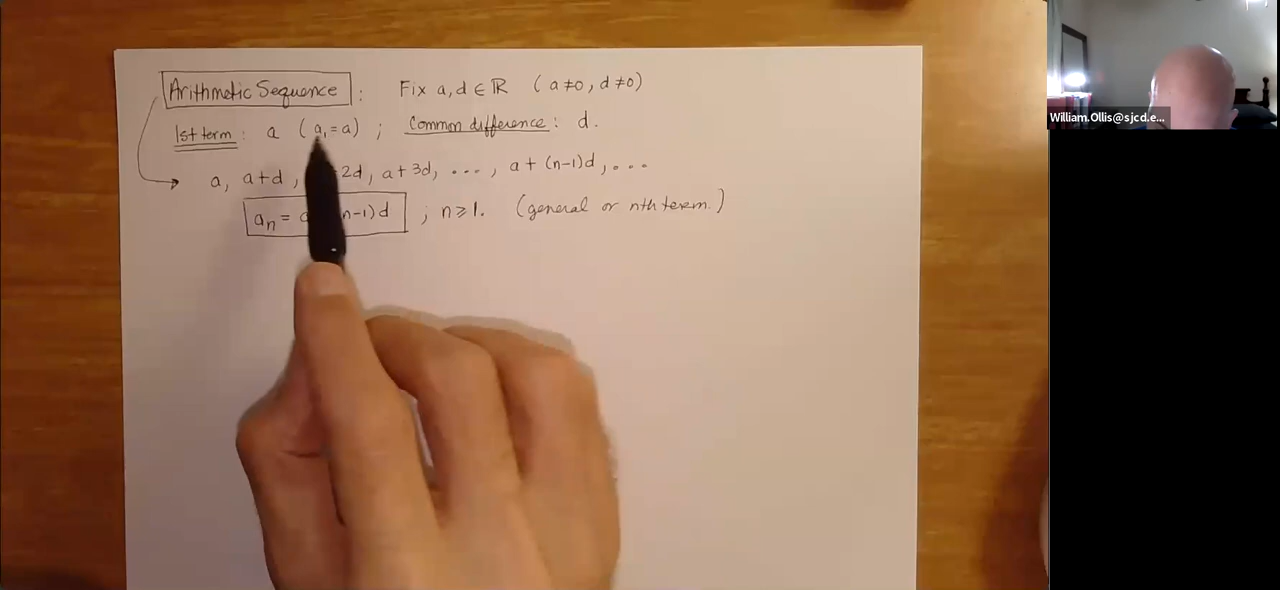 Arithmetic Sequence : Fix a, d ∈ ℝ (a≠0, d≠0)
1st term : a (a₁ = a) ; Common difference : d.
a, a+d, 2d, a+3d, ..., a+(n-1)d, ...
aₙ = n-1)d ; n ≥ 1. (general or nth term.)
William.Ollis@sjcd.e...